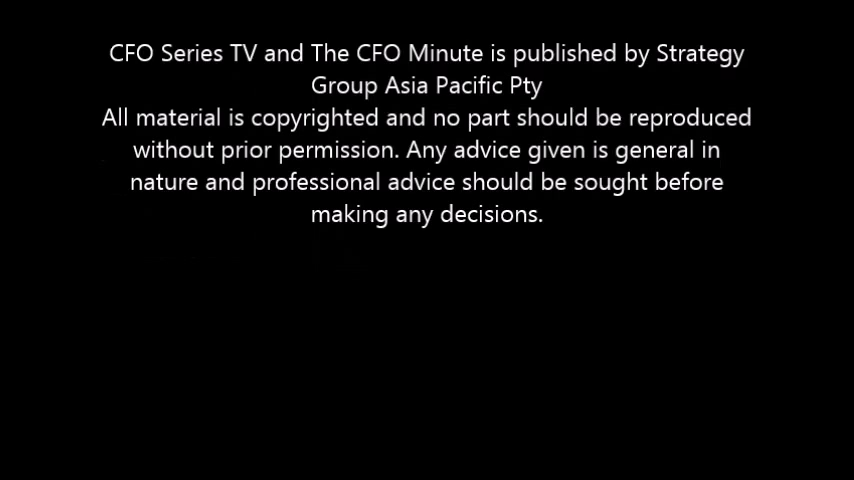 CFO Series TV and The CFO Minute is published by Strategy
Group Asia Pacific Pty
All material is copyrighted and no part should be reproduced
without prior permission. Any advice given is general in
nature and professional advice should be sought before
making any decisions.